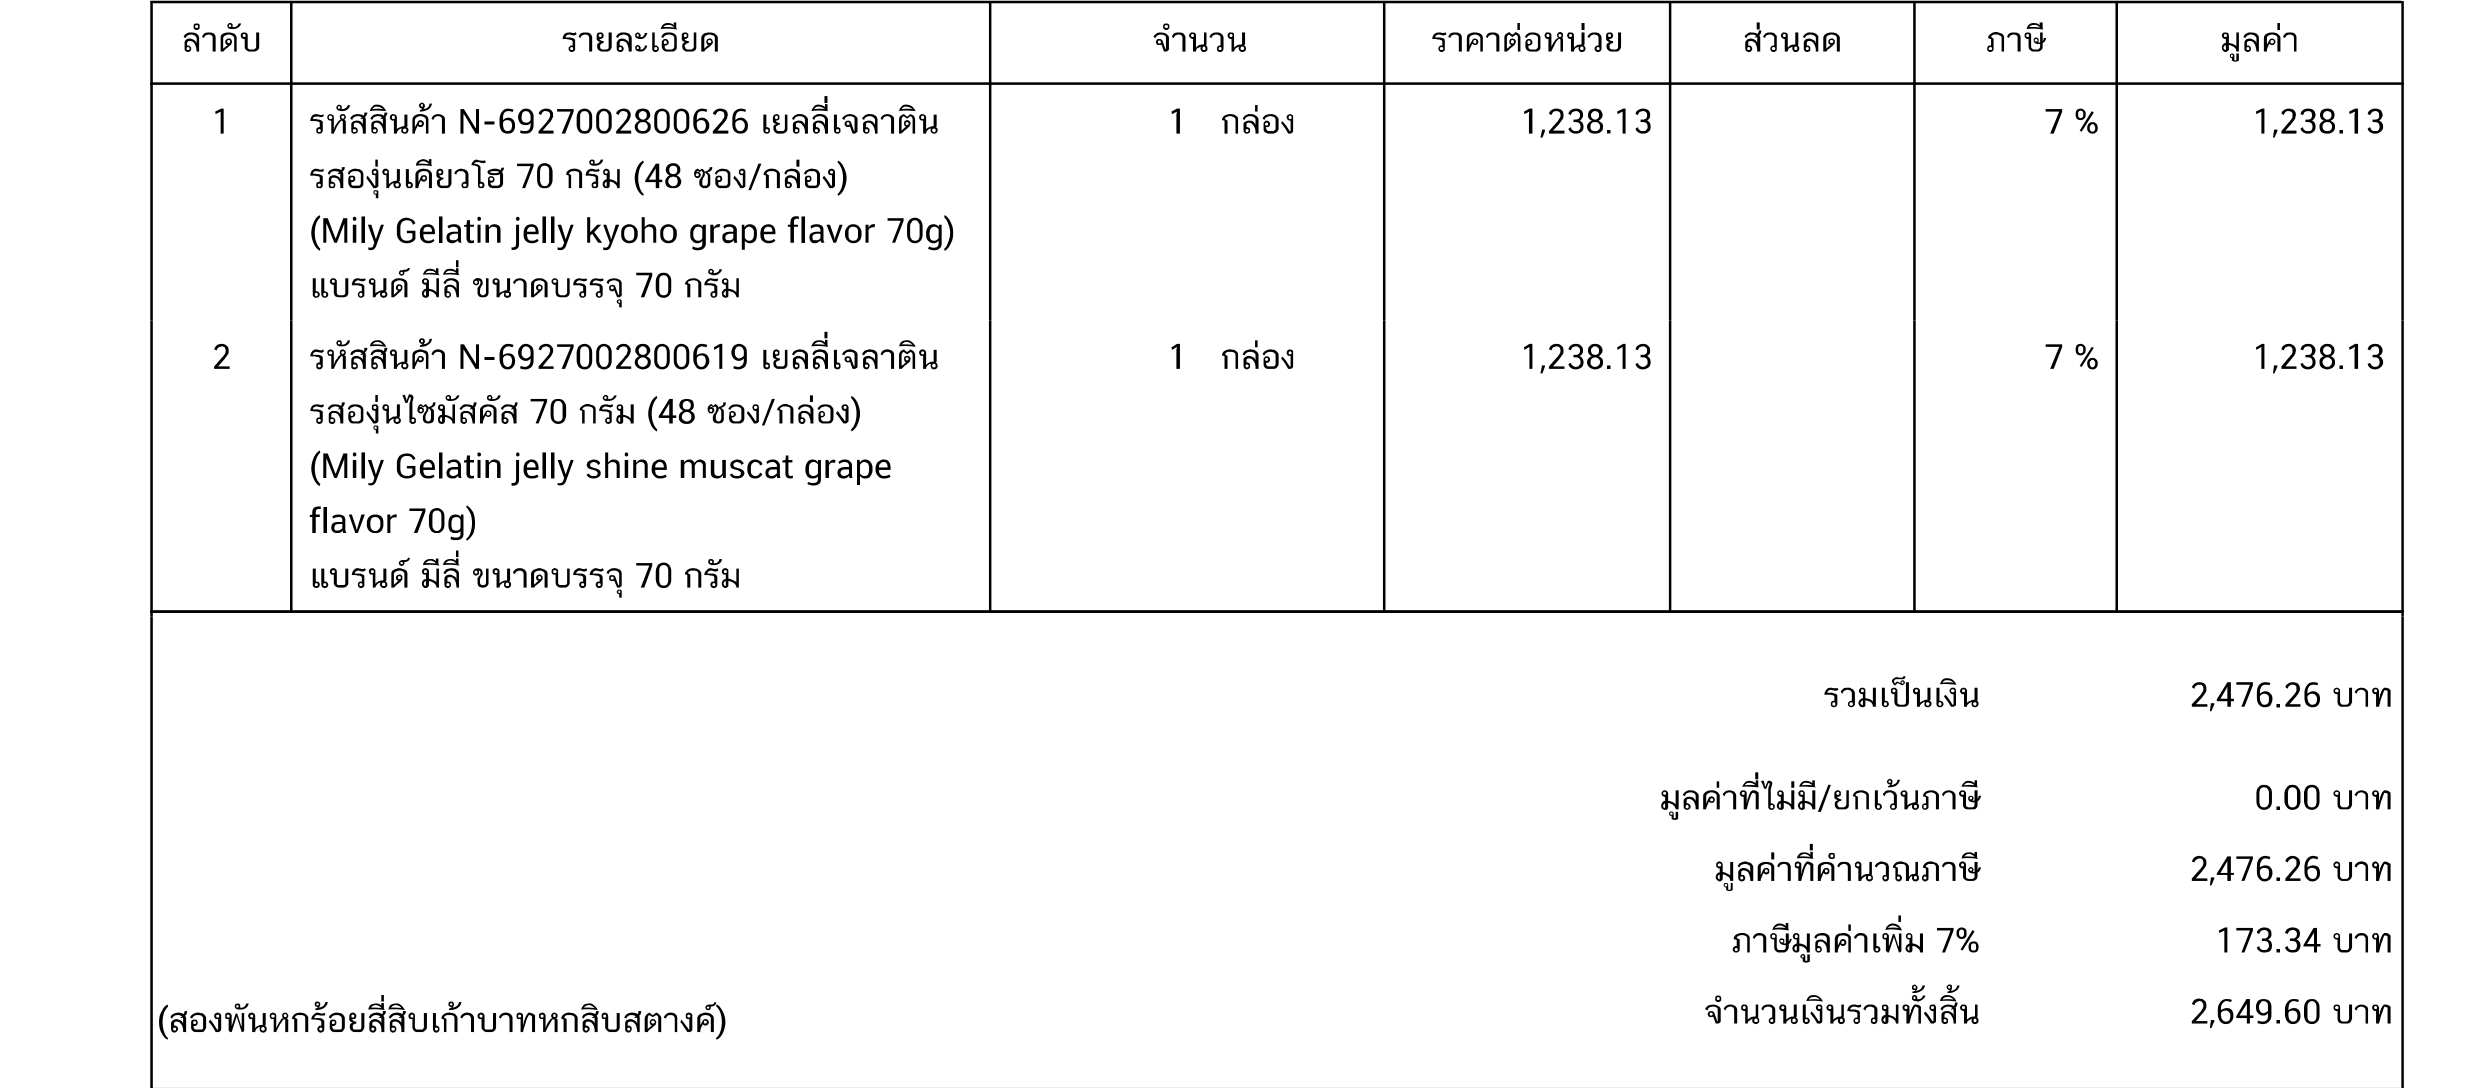 ลำดับ รายละเอียด จำนวน ราคาต่อหน่วย ส่วนลด ภาษี มูลค่า
1 รหัสสินค้า N-6927002800626 เยลลี่เจลาติน 1 กล่อง 1,238.13 7 % 1,238.13
รสองุ่นเคียวโฮ 70 กรัม (48 ซอง/กล่อง)
(Mily Gelatin jelly kyoho grape flavor 70g)
แบรนด์ มีลี่ ขนาดบรรจุ 70 กรัม
2 รหัสสินค้า N-6927002800619 เยลลี่เจลาติน 1 กล่อง 1,238.13 7 % 1,238.13
รสองุ่นไซมัสคัส 70 กรัม (48 ซอง/กล่อง)
(Mily Gelatin jelly shine muscat grape
flavor 70g)
แบรนด์ มีลี่ ขนาดบรรจุ 70 กรัม
รวมเป็นเงิน 2,476.26 บาท
มูลค่าที่ไม่มี/ยกเว้นภาษี 0.00 บาท
มูลค่าที่คำนวณภาษี 2,476.26 บาท
ภาษีมูลค่าเพิ่ม 7% 173.34 บาท
(สองพันหกร้อยสี่สิบเก้าบาทหกสิบสตางค์) จำนวนเงินรวมทั้งสิ้น 2,649.60 บาท